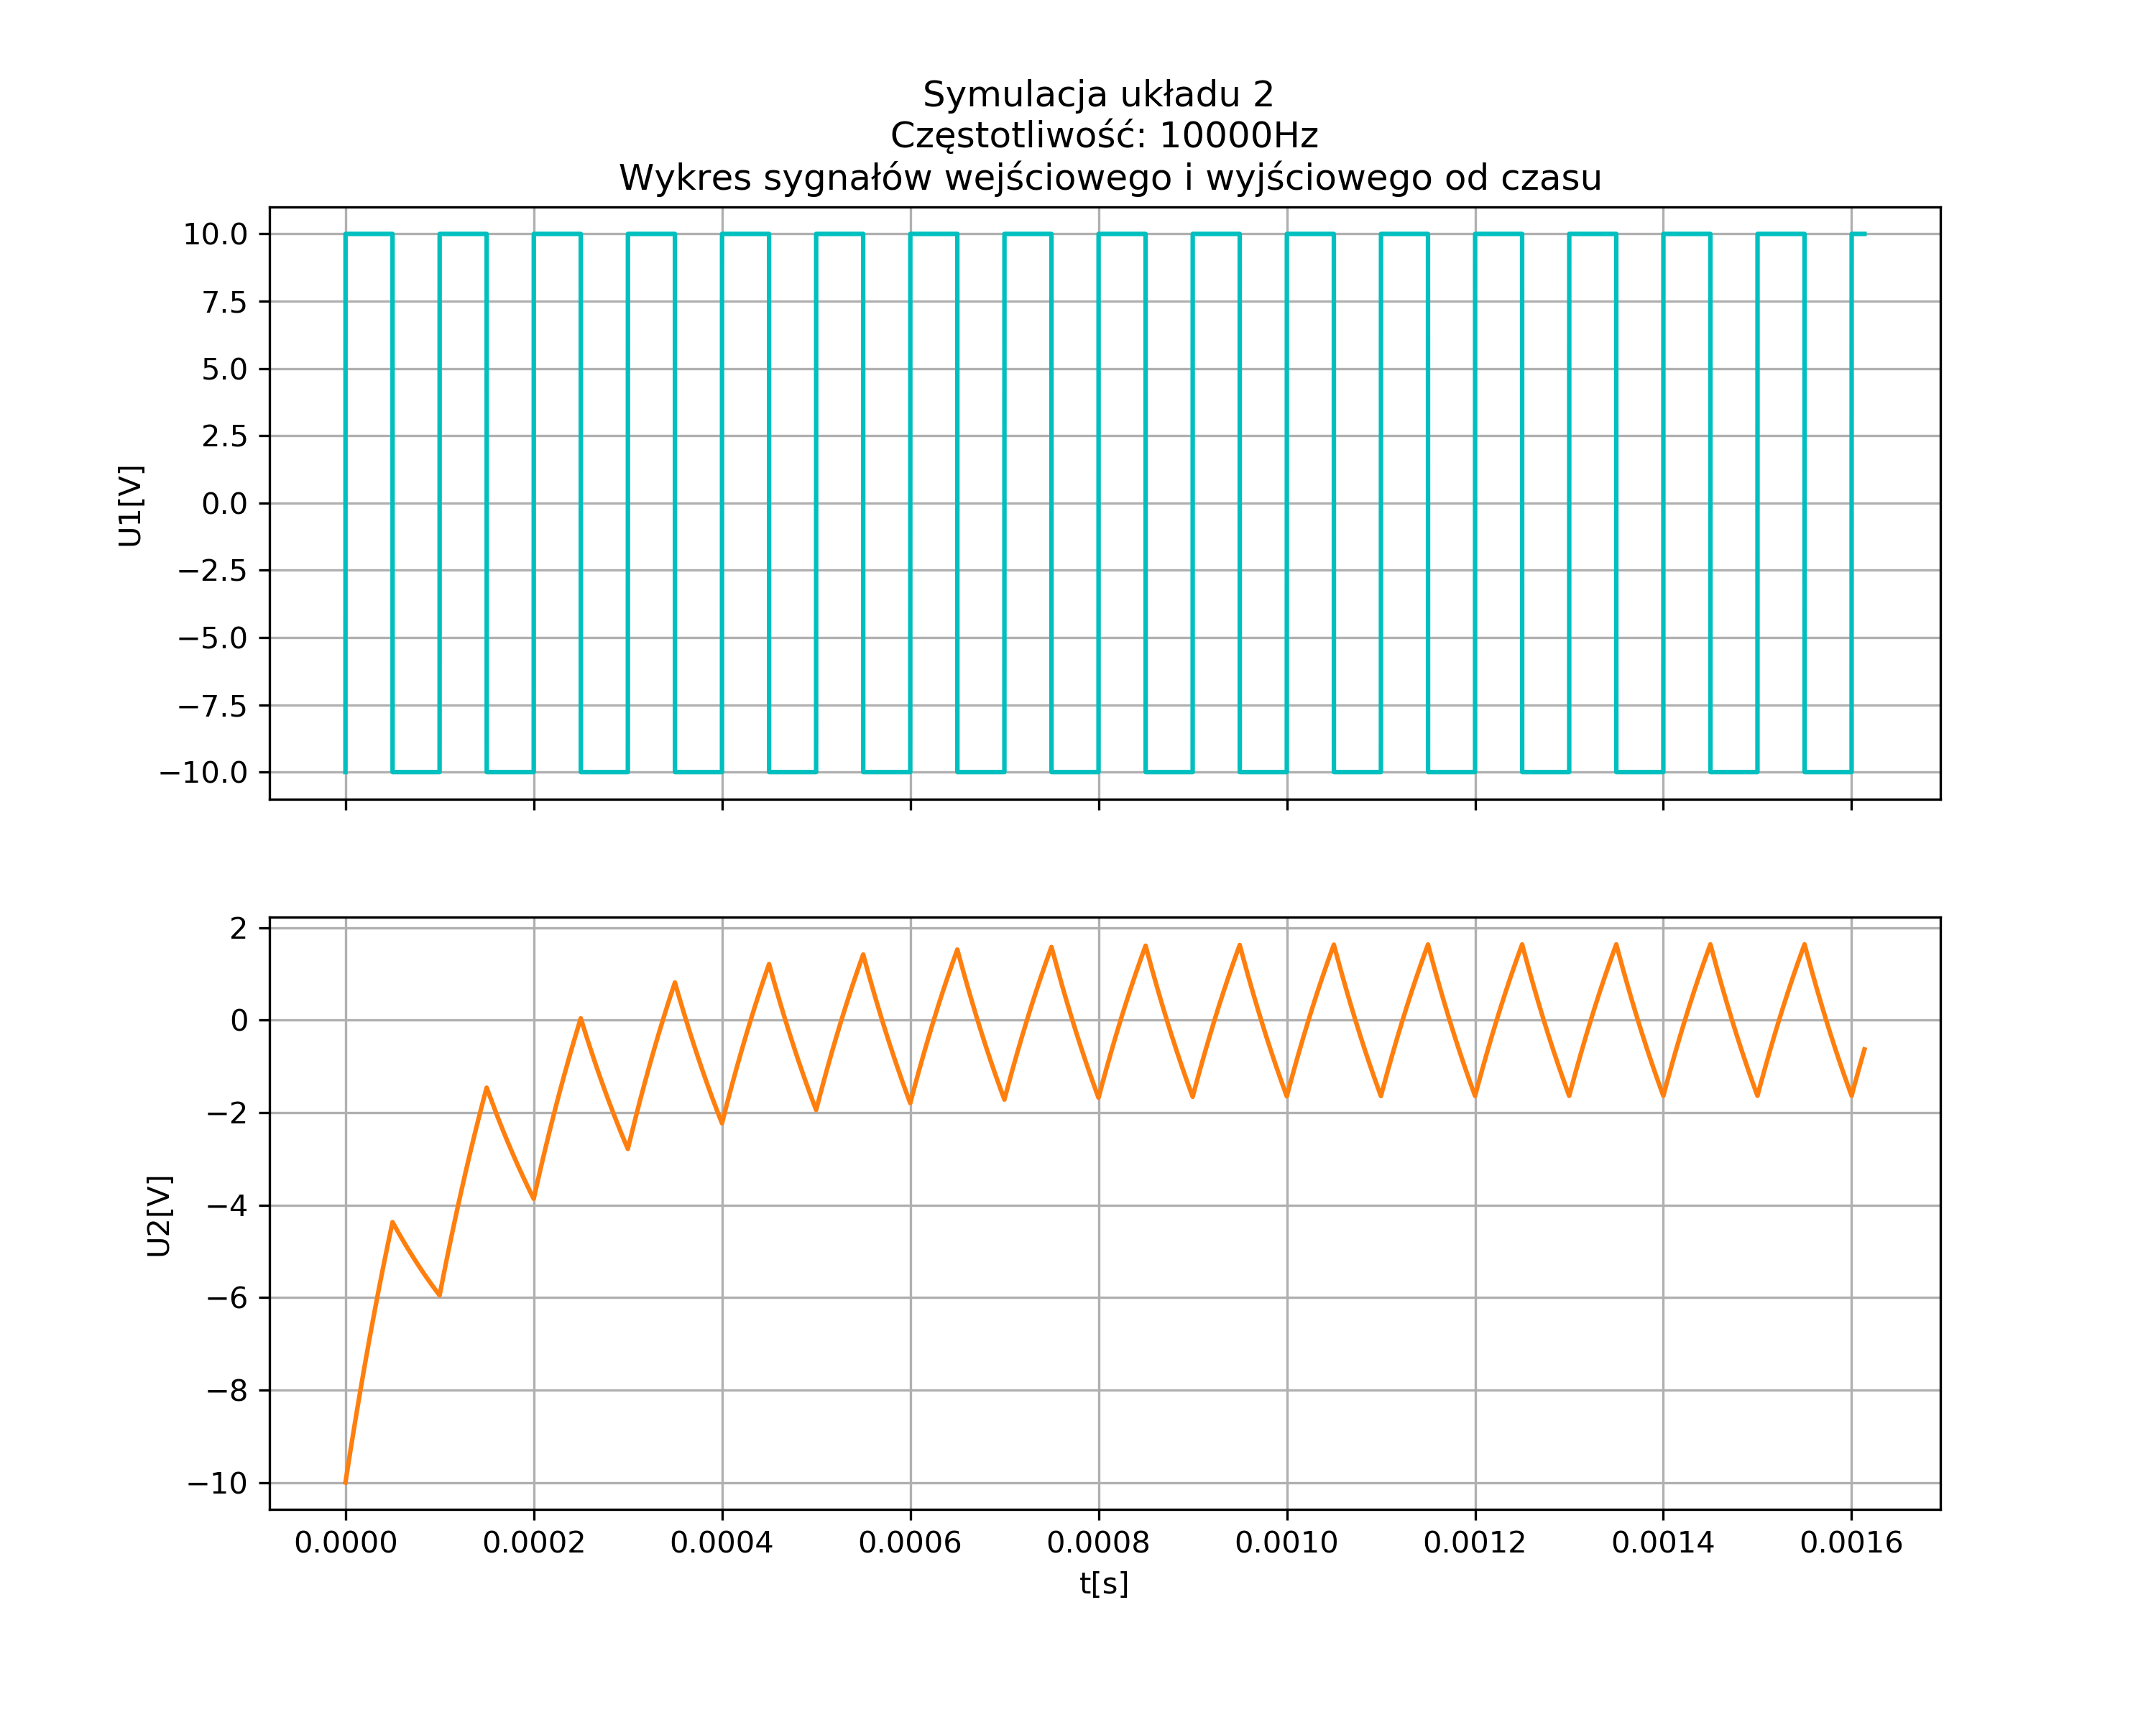 Symulacja układu 2
Częstotliwość: 10000Hz
Wykres sygnałów wejściowego i wyjściowego od czasu
10.0
7.5
5.0
2.5
0.0
−2.5
−5.0
−7.5
−10.0
U1[V]
2
0
−2
−4
−6
−8
−10
U2[V]
0.0000 0.0002 0.0004 0.0006 0.0008 0.0010 0.0012 0.0014 0.0016
t[s]